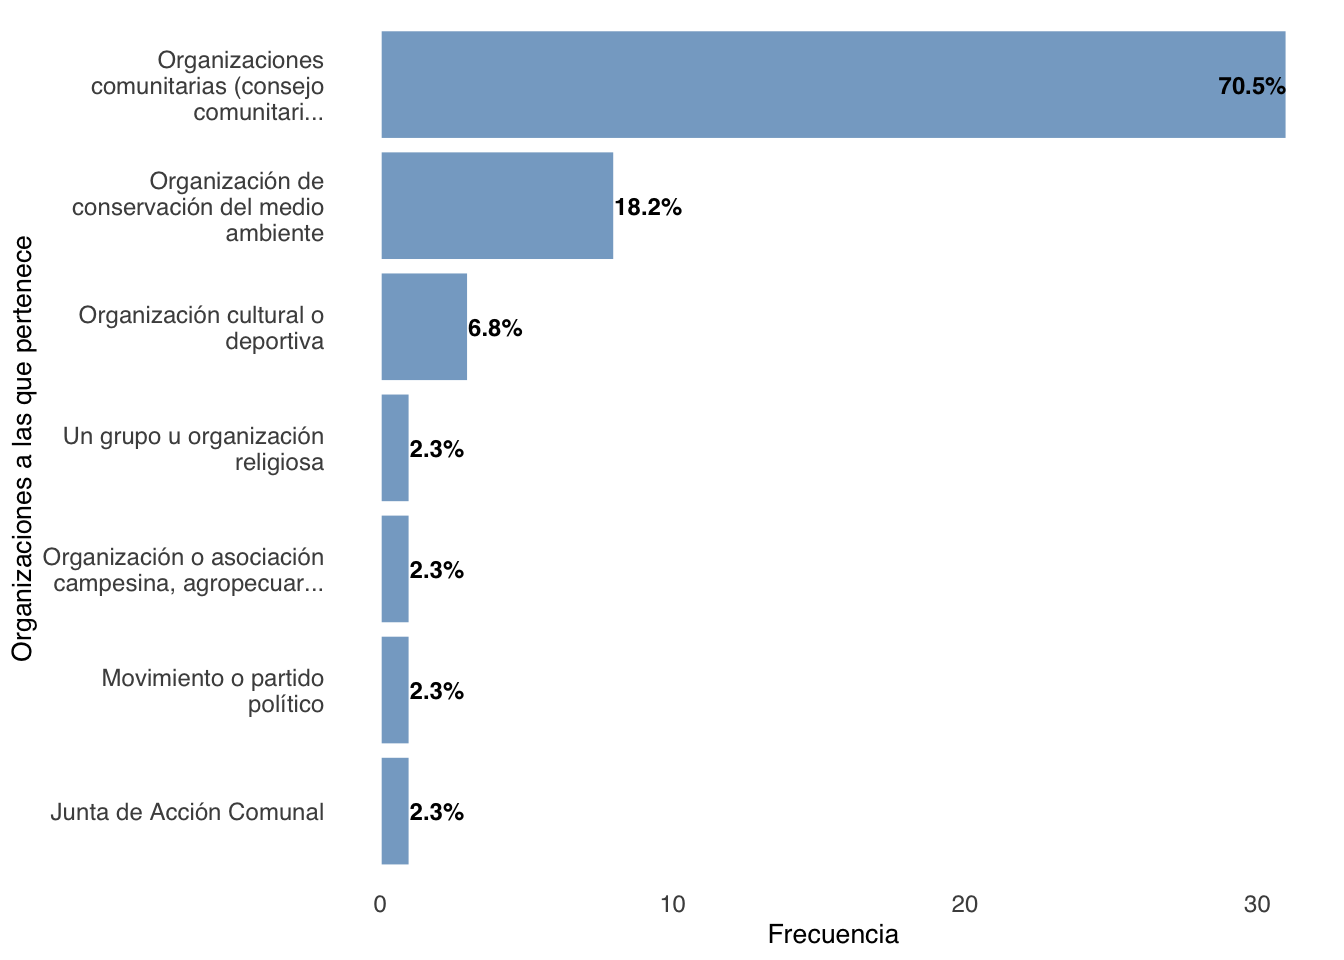 Organizaciones
comunitarias (consejo
comunitari...
70.5%
Organización de
conservación del medio
ambiente
18.2%
Organización cultural o
deportiva
6.8%
Un grupo u organización
religiosa
2.3%
Organización o asociación
campesina, agropecuar...
2.3%
Movimiento o partido
político
2.3%
Junta de Acción Comunal
2.3%
Organizaciones a las que pertenece
0 10 20 30
Frecuencia